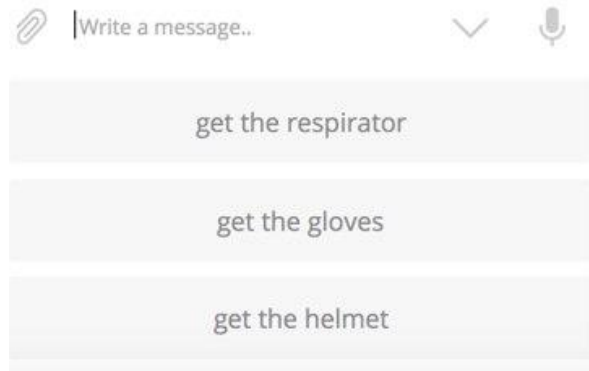 Write a message..
get the respirator
get the gloves
get the helmet